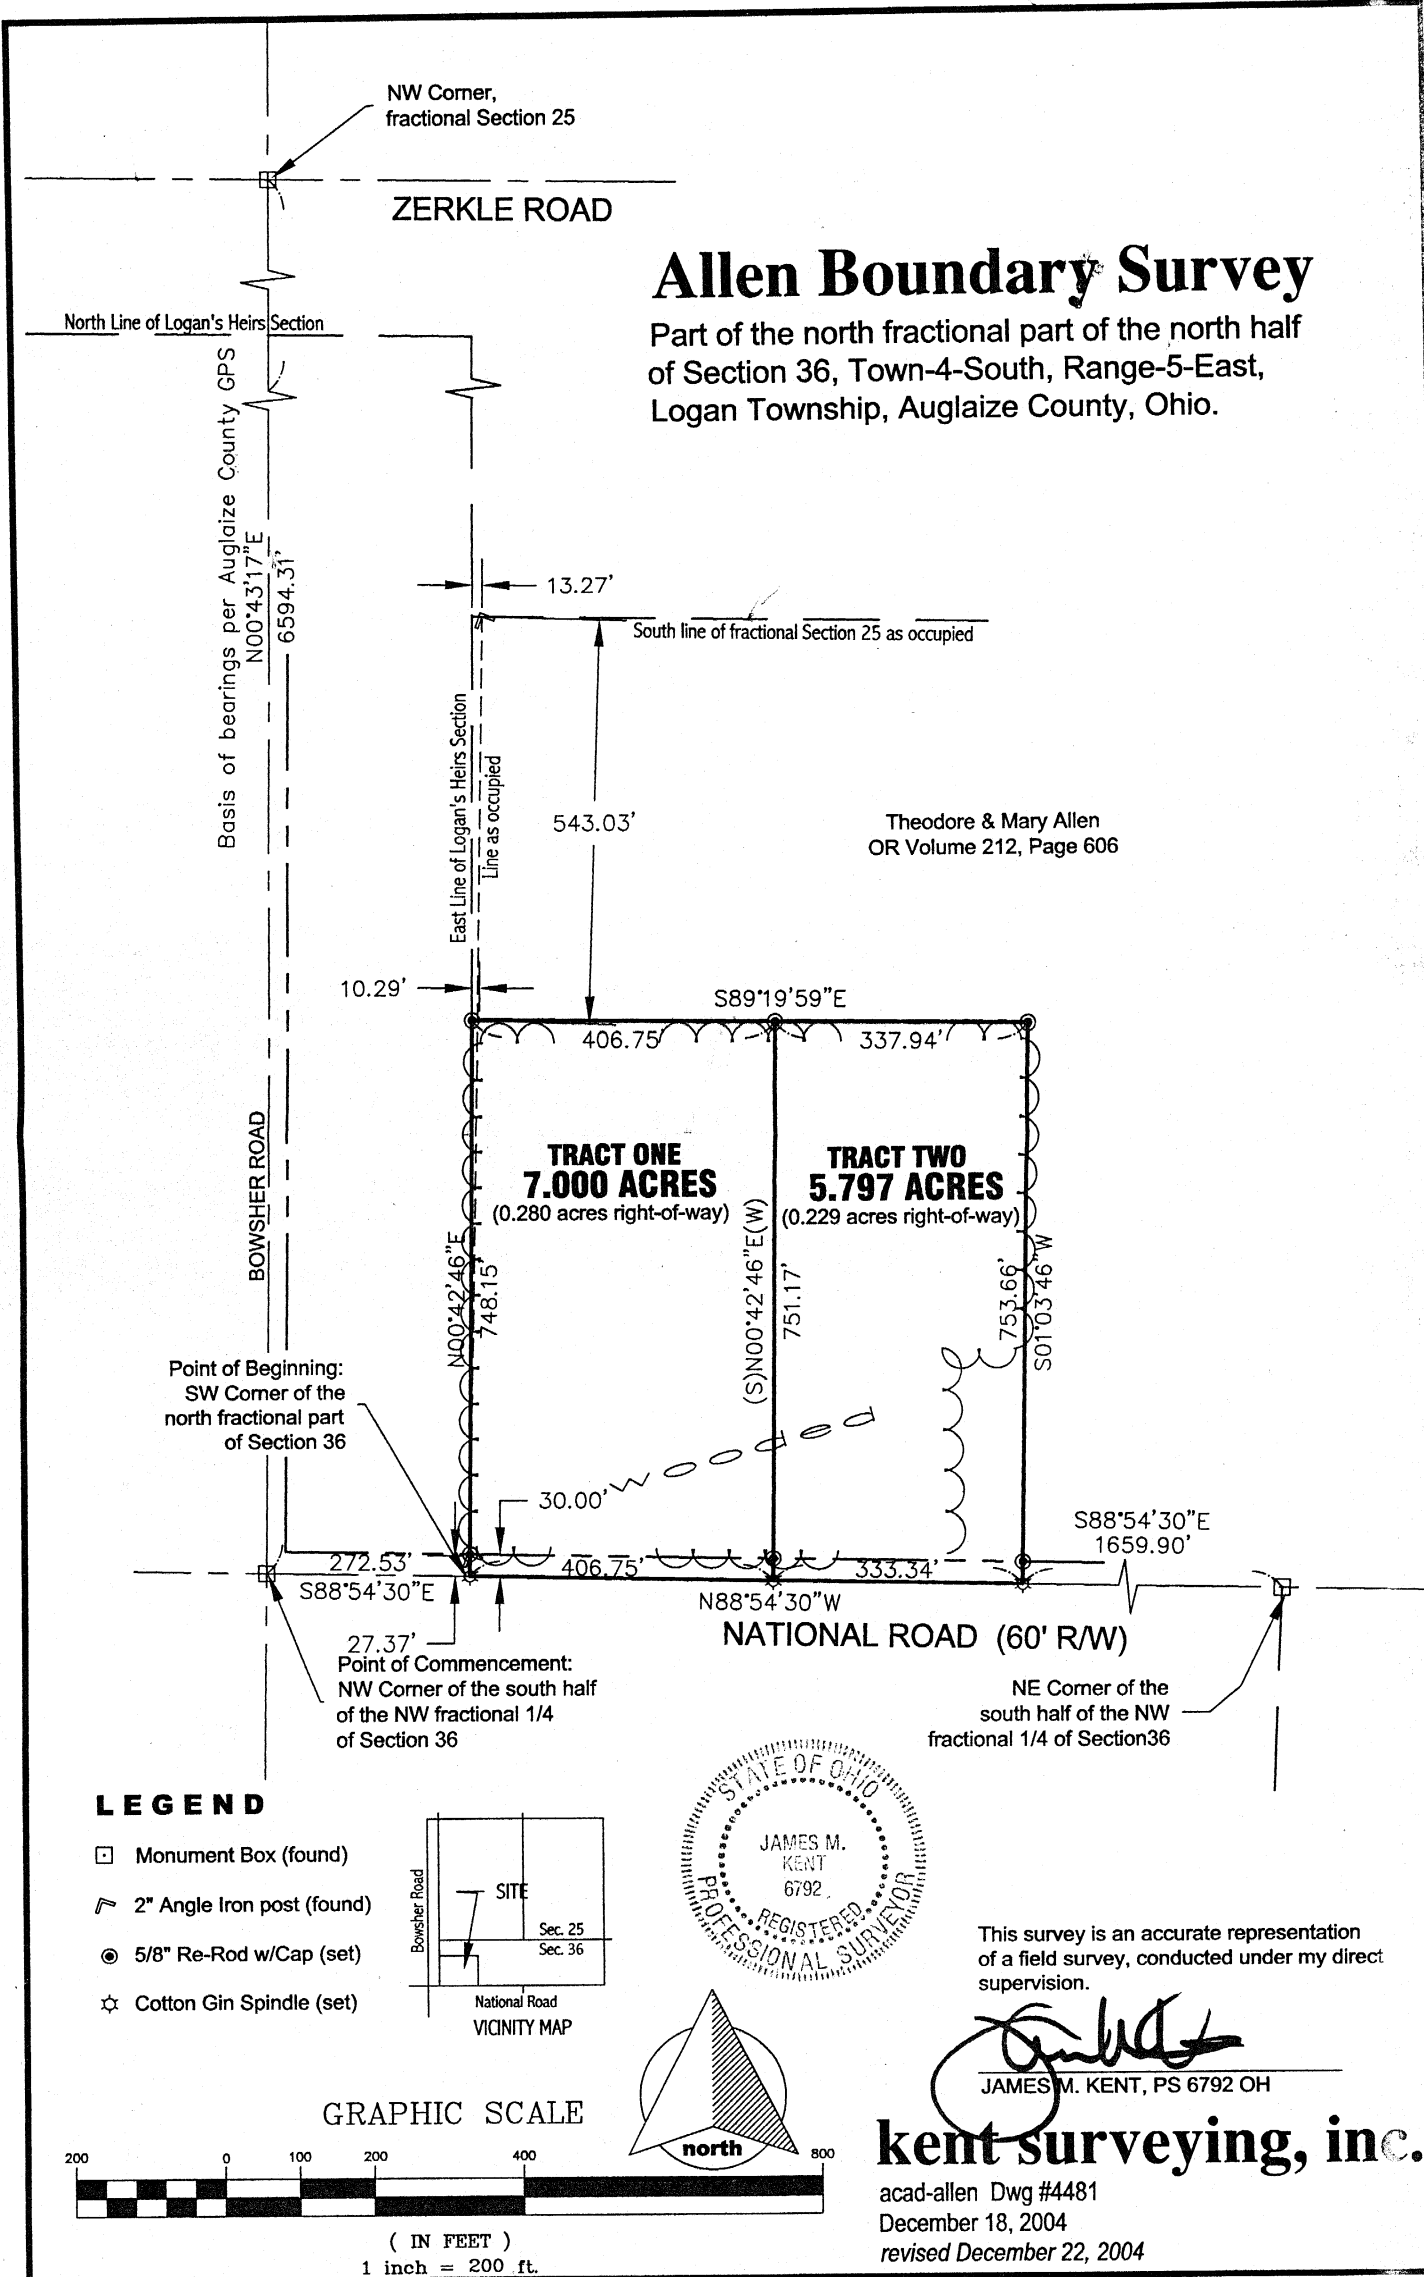 NW Corner,
fractional Section 25
ZERKLE ROAD
Allen Boundary Survey
Part of the north fractional part of the north half
of Section 36, Town-4-South, Range-5-East,
Logan Township, Auglaize County, Ohio.
North Line of Logan's Heirs Section
Basis of bearings per Auglaize County GPS
N00°43'17"E
6594.31'
13.27'
South line of fractional Section 25 as occupied
East Line of Logan's Heirs Section
Line as occupied
543.03'
Theodore & Mary Allen
OR Volume 212, Page 606
10.29'
S89°19'59"E
406.75'
337.94'
BOWSHER ROAD
TRACT ONE
7.000 ACRES
(0.280 acres right-of-way)
TRACT TWO
5.797 ACRES
(0.229 acres right-of-way)
N00°42'46"E
748.15'
(S)N00°42'46"E(W)
751.17'
753.66'
S01°03'46"W
Point of Beginning:
SW Corner of the
north fractional part
of Section 36
Wooded
30.00'
272.53'
S88°54'30"E
406.75'
333.34'
N88°54'30"W
S88°54'30"E
1659.90'
NATIONAL ROAD (60' R/W)
27.37'
Point of Commencement:
NW Corner of the south half
of the NW fractional 1/4
of Section 36
NE Corner of the
south half of the NW
fractional 1/4 of Section36
LEGEND
Monument Box (found)
2" Angle Iron post (found)
5/8" Re-Rod w/Cap (set)
Cotton Gin Spindle (set)
Bowsher Road
SITE
Sec. 25
Sec. 36
National Road
VICINITY MAP
STATE OF OHIO
JAMES M.
KENT
6792
REGISTERED
PROFESSIONAL SURVEYOR
This survey is an accurate representation
of a field survey, conducted under my direct
supervision.
JAMES M. KENT, PS 6792 OH
north
GRAPHIC SCALE
200 0 100 200 400 800
( IN FEET )
1 inch = 200 ft.
kent surveying, inc.
acad-allen Dwg #4481
December 18, 2004
revised December 22, 2004